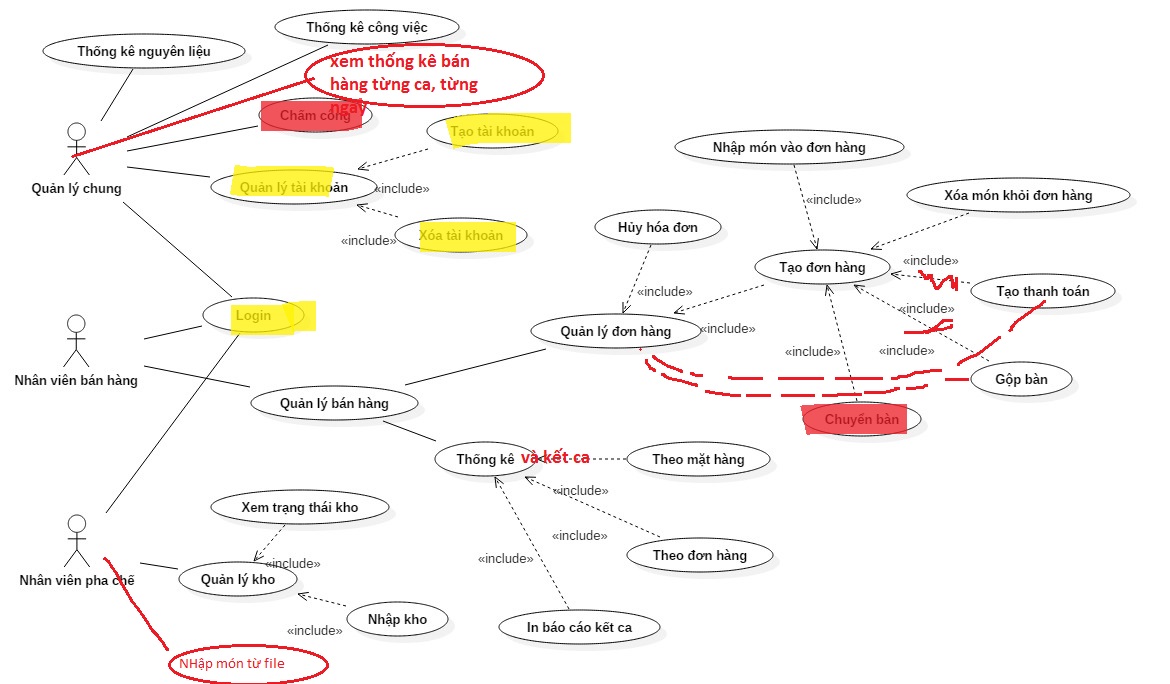 Thống kê công việc
Thống kê nguyên liệu
xem thống kê bán
hàng từng ca, từng
ngày
Chấm công
Tạo tài khoản
Nhập món vào đơn hàng
Quản lý chung
Quản lý tài khoản
«include»
«include»
Xóa món khỏi đơn hàng
Hủy hóa đơn
Xóa tài khoản
«include»
«include»
Tạo đơn hàng
«include»
Tạo thanh toán
Login
«include»
Quản lý đơn hàng
«include»
«include»
«include»
Nhân viên bán hàng
Gộp bàn
Quản lý bán hàng
Chuyển bàn
Thống kê
và kết ca
Theo mặt hàng
«include»
Xem trạng thái kho
«include»
«include»
Theo đơn hàng
«include»
Nhân viên pha chế
Quản lý kho
Nhập kho
«include»
In báo cáo kết ca
NHập món từ file